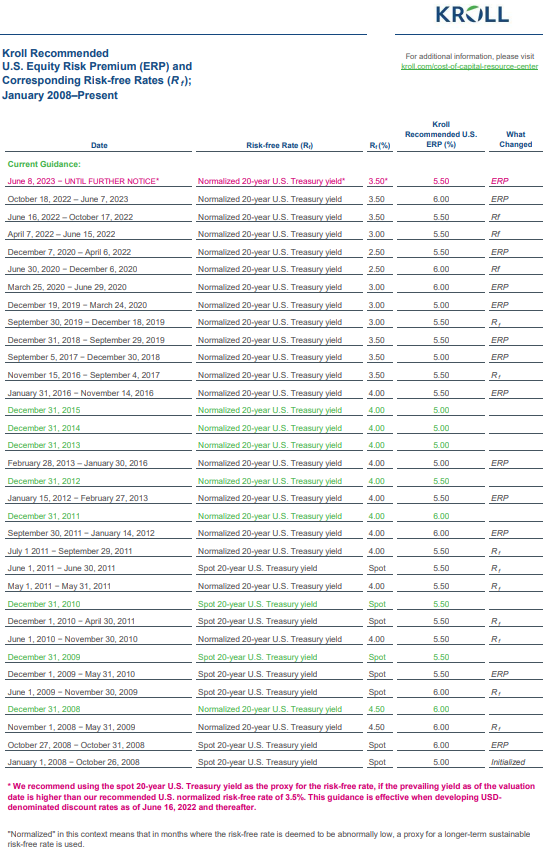 KROLL
Kroll Recommended
U.S. Equity Risk Premium (ERP) and
Corresponding Risk-free Rates (Rf);
January 2008–Present
For additional information, please visit
kroll.com/cost-of-capital-resource-center
Date Risk-free Rate (Rf) Rf (%) Kroll Recommended U.S. ERP (%) What Changed
Current Guidance:
June 8, 2023 – UNTIL FURTHER NOTICE* Normalized 20-year U.S. Treasury yield* 3.50* 5.50 ERP
October 18, 2022 – June 7, 2023 Normalized 20-year U.S. Treasury yield 3.50 6.00 ERP
June 16, 2022 – October 17, 2022 Normalized 20-year U.S. Treasury yield 3.50 5.50 Rf
April 7, 2022 – June 15, 2022 Normalized 20-year U.S. Treasury yield 3.00 5.50 Rf
December 7, 2020 – April 6, 2022 Normalized 20-year U.S. Treasury yield 2.50 5.50 ERP
June 30, 2020 – December 6, 2020 Normalized 20-year U.S. Treasury yield 2.50 6.00 Rf
March 25, 2020 – June 29, 2020 Normalized 20-year U.S. Treasury yield 3.00 6.00 ERP
December 19, 2019 – March 24, 2020 Normalized 20-year U.S. Treasury yield 3.00 5.00 ERP
September 30, 2019 – December 18, 2019 Normalized 20-year U.S. Treasury yield 3.00 5.50 Rf
December 31, 2018 – September 29, 2019 Normalized 20-year U.S. Treasury yield 3.50 5.50 ERP
September 5, 2017 – December 30, 2018 Normalized 20-year U.S. Treasury yield 3.50 5.00 ERP
November 15, 2016 – September 4, 2017 Normalized 20-year U.S. Treasury yield 3.50 5.50 Rf
January 31, 2016 – November 14, 2016 Normalized 20-year U.S. Treasury yield 4.00 5.50 ERP
December 31, 2015 Normalized 20-year U.S. Treasury yield 4.00 5.00
December 31, 2014 Normalized 20-year U.S. Treasury yield 4.00 5.00
December 31, 2013 Normalized 20-year U.S. Treasury yield 4.00 5.00
February 28, 2013 – January 30, 2016 Normalized 20-year U.S. Treasury yield 4.00 5.00 ERP
December 31, 2012 Normalized 20-year U.S. Treasury yield 4.00 5.50
January 15, 2012 – February 27, 2013 Normalized 20-year U.S. Treasury yield 4.00 5.50 ERP
December 31, 2011 Normalized 20-year U.S. Treasury yield 4.00 6.00
September 30, 2011 – January 14, 2012 Normalized 20-year U.S. Treasury yield 4.00 6.00 ERP
July 1 2011 – September 29, 2011 Normalized 20-year U.S. Treasury yield 4.00 5.50 Rf
June 1, 2011 – June 30, 2011 Spot 20-year U.S. Treasury yield Spot 5.50 Rf
May 1, 2011 – May 31, 2011 Normalized 20-year U.S. Treasury yield 4.00 5.50 Rf
December 31, 2010 Spot 20-year U.S. Treasury yield Spot 5.50
December 1, 2010 – April 30, 2011 Spot 20-year U.S. Treasury yield Spot 5.50 Rf
June 1, 2010 – November 30, 2010 Normalized 20-year U.S. Treasury yield 4.00 5.50 Rf
December 31, 2009 Spot 20-year U.S. Treasury yield Spot 5.50
December 1, 2009 – May 31, 2010 Spot 20-year U.S. Treasury yield Spot 5.50 ERP
June 1, 2009 – November 30, 2009 Spot 20-year U.S. Treasury yield Spot 6.00 Rf
December 31, 2008 Normalized 20-year U.S. Treasury yield 4.50 6.00
November 1, 2008 – May 31, 2009 Normalized 20-year U.S. Treasury yield 4.50 6.00 Rf
October 27, 2008 – October 31, 2008 Spot 20-year U.S. Treasury yield Spot 6.00 ERP
January 1, 2008 – October 26, 2008 Spot 20-year U.S. Treasury yield Spot 5.00 Initialized
* We recommend using the spot 20-year U.S. Treasury yield as the proxy for the risk-free rate, if the prevailing yield as of the valuation
date is higher than our recommended U.S. normalized risk-free rate of 3.5%. This guidance is effective when developing USD-
denominated discount rates as of June 16, 2022 and thereafter.
"Normalized" in this context means that in months where the risk-free rate is deemed to be abnormally low, a proxy for a longer-term sustainable
risk-free rate is used.